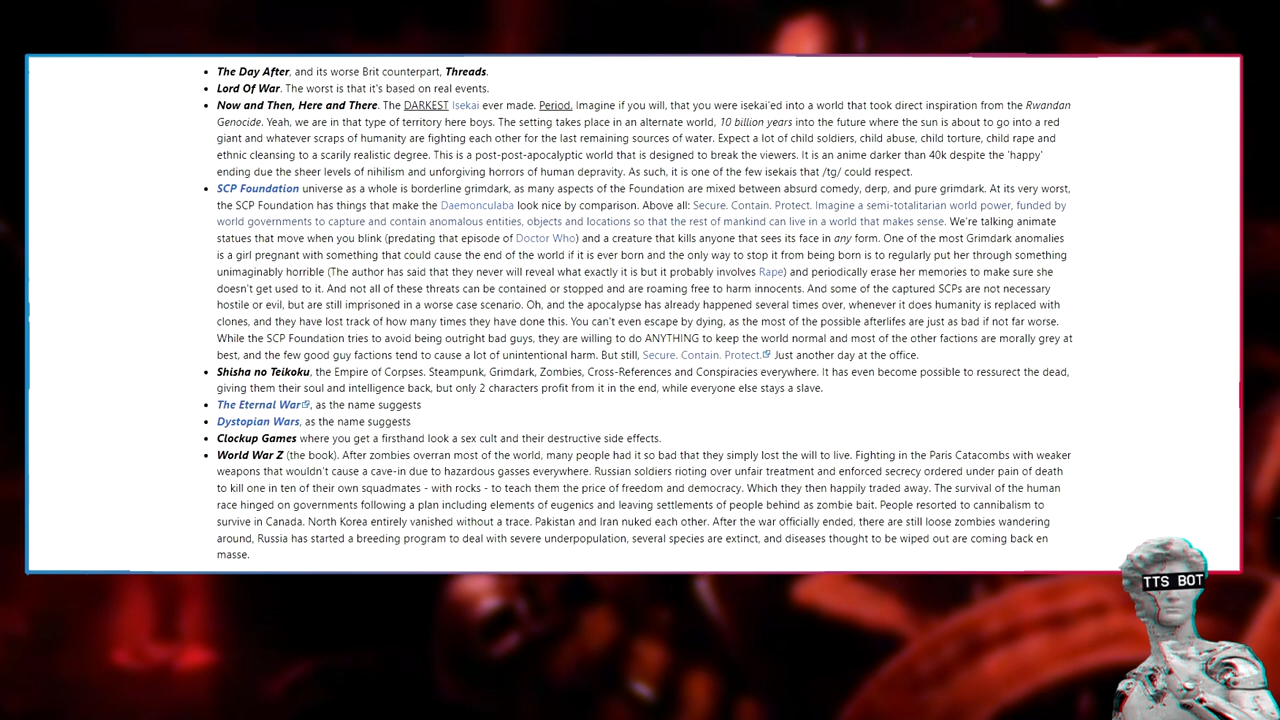 The Day After, and its worse Brit counterpart, Threads.
Lord Of War. The worst is that it's based on real events.
Now and Then, Here and There. The DARKEST Isekai ever made. Period. Imagine if you will, that you were isekai'ed into a world that took direct inspiration from the Rwandan
Genocide. Yeah, we are in that type of territory here boys. The setting takes place in an alternate world, 10 billion years into the future where the sun is about to go into a red
giant and whatever scraps of humanity are fighting each other for the last remaining sources of water. Expect a lot of child soldiers, child abuse, child torture, child rape and
ethnic cleansing to a scarily realistic degree. This is a post-post-apocalyptic world that is designed to break the viewers. It is an anime darker than 40k despite the 'happy'
ending due the sheer levels of nihilism and unforgiving horrors of human depravity. As such, it is one of the few isekais that /tg/ could respect.
SCP Foundation universe as a whole is borderline grimdark, as many aspects of the Foundation are mixed between absurd comedy, derp, and pure grimdark. At its very worst,
the SCP Foundation has things that make the Daemonculaba look nice by comparison. Above all: Secure. Contain. Protect. Imagine a semi-totalitarian world power, funded by
world governments to capture and contain anomalous entities, objects and locations so that the rest of mankind can live in a world that makes sense. We're talking animate
statues that move when you blink (predating that episode of Doctor Who) and a creature that kills anyone that sees its face in any form. One of the most Grimdark anomalies
is a girl pregnant with something that could cause the end of the world if it is ever born and the only way to stop it from being born is to regularly put her through something
unimaginably horrible (The author has said that they never will reveal what exactly it is but it probably involves Rape) and periodically erase her memories to make sure she
doesn't get used to it. And not all of these threats can be contained or stopped and are roaming free to harm innocents. And some of the captured SCPs are not necessary
hostile or evil, but are still imprisoned in a worse case scenario. Oh, and the apocalypse has already happened several times over, whenever it does humanity is replaced with
clones, and they have lost track of how many times they have done this. You can't even escape by dying, as the most of the possible afterlifes are just as bad if not far worse.
While the SCP Foundation tries to avoid being outright bad guys, they are willing to do ANYTHING to keep the world normal and most of the other factions are morally grey at
best, and the few good guy factions tend to cause a lot of unintentional harm. But still, Secure. Contain. Protect. Just another day at the office.
Shisha no Teikoku, the Empire of Corpses. Steampunk, Grimdark, Zombies, Cross-References and Conspiracies everywhere. It has even become possible to ressurect the dead,
giving them their soul and intelligence back, but only 2 characters profit from it in the end, while everyone else stays a slave.
The Eternal War, as the name suggests
Dystopian Wars, as the name suggests
Clockup Games where you get a firsthand look a sex cult and their destructive side effects.
World War Z (the book). After zombies overran most of the world, many people had it so bad that they simply lost the will to live. Fighting in the Paris Catacombs with weaker
weapons that wouldn't cause a cave-in due to hazardous gasses everywhere. Russian soldiers rioting over unfair treatment and enforced secrecy ordered under pain of death
to kill one in ten of their own squadmates - with rocks - to teach them the price of freedom and democracy. Which they then happily traded away. The survival of the human
race hinged on governments following a plan including elements of eugenics and leaving settlements of people behind as zombie bait. People resorted to cannibalism to
survive in Canada. North Korea entirely vanished without a trace. Pakistan and Iran nuked each other. After the war officially ended, there are still loose zombies wandering
around, Russia has started a breeding program to deal with severe underpopulation, several species are extinct, and diseases thought to be wiped out are coming back en
masse.
TTS BOT